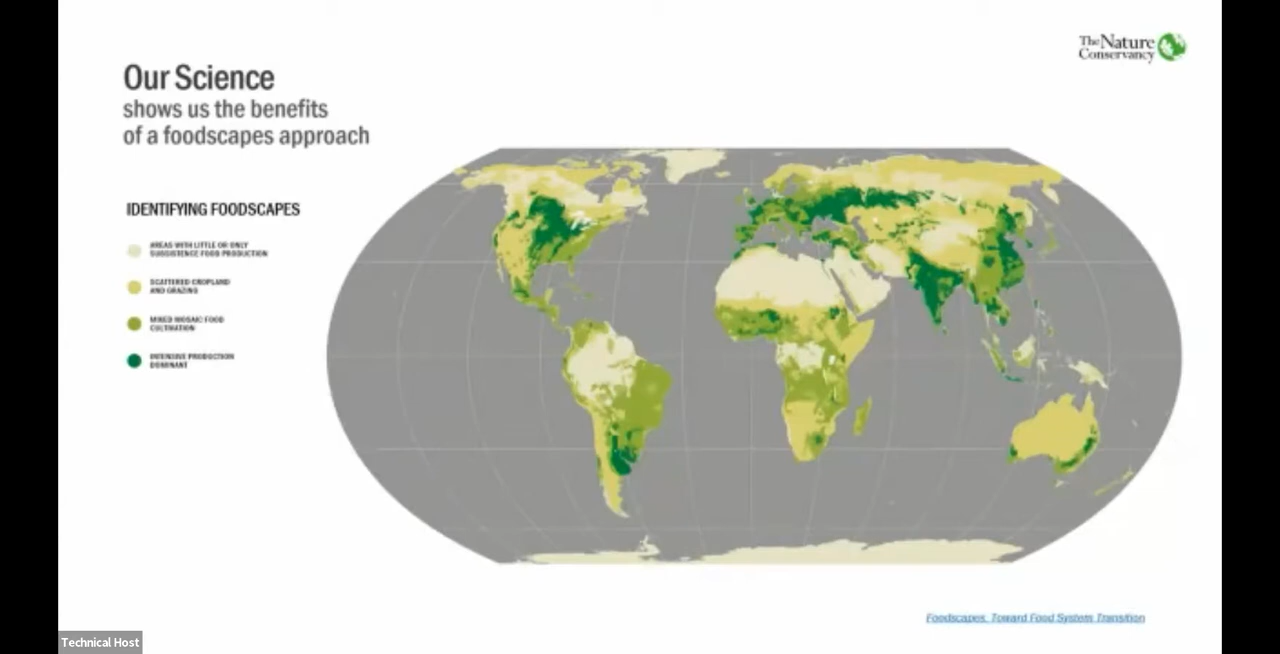 The Nature
Conservancy
Our Science
shows us the benefits
of a foodscapes approach
IDENTIFYING FOODSCAPES
AREAS WITH LITTLE OR ONLY
SUBSISTENCE FOOD PRODUCTION
SCATTERED CROPLAND
AND GRAZING
MIXED MOSAIC FOOD
CULTIVATION
INTENSIVE PRODUCTION
DOMINANT
Foodscapes, Toward Food System Transition
Technical Host